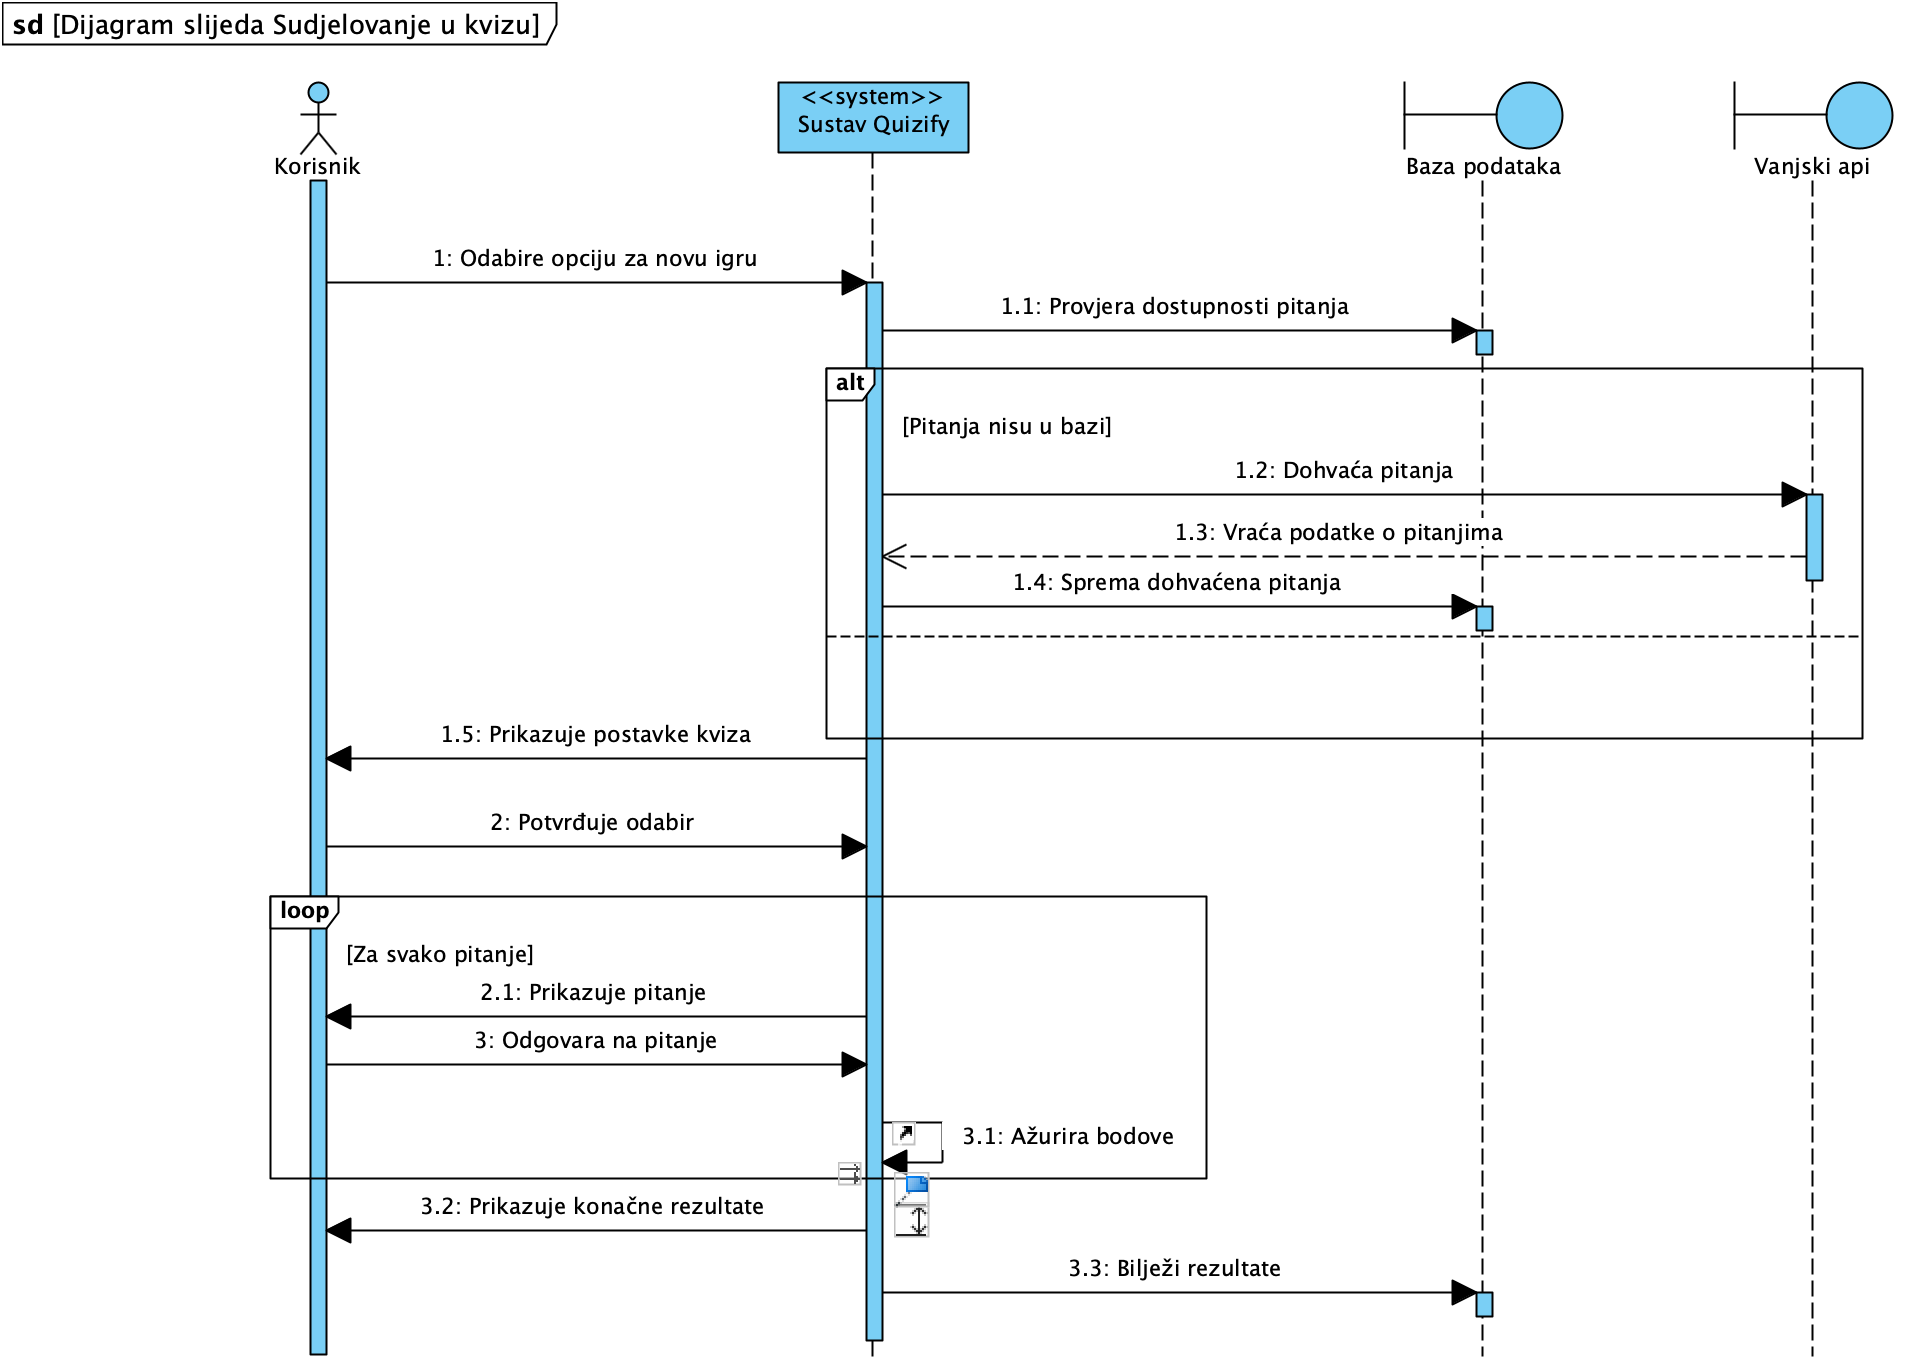 sd [Dijagram slijeda Sudjelovanje u kvizu]
<<system>>
Sustav Quizify
Korisnik
Baza podataka
Vanjski api
1: Odabire opciju za novu igru
1.1: Provjera dostupnosti pitanja
alt
[Pitanja nisu u bazi]
1.2: Dohvaća pitanja
1.3: Vraća podatke o pitanjima
1.4: Sprema dohvaćena pitanja
1.5: Prikazuje postavke kviza
2: Potvrđuje odabir
loop
[Za svako pitanje]
2.1: Prikazuje pitanje
3: Odgovara na pitanje
3.1: Ažurira bodove
3.2: Prikazuje konačne rezultate
3.3: Bilježi rezultate